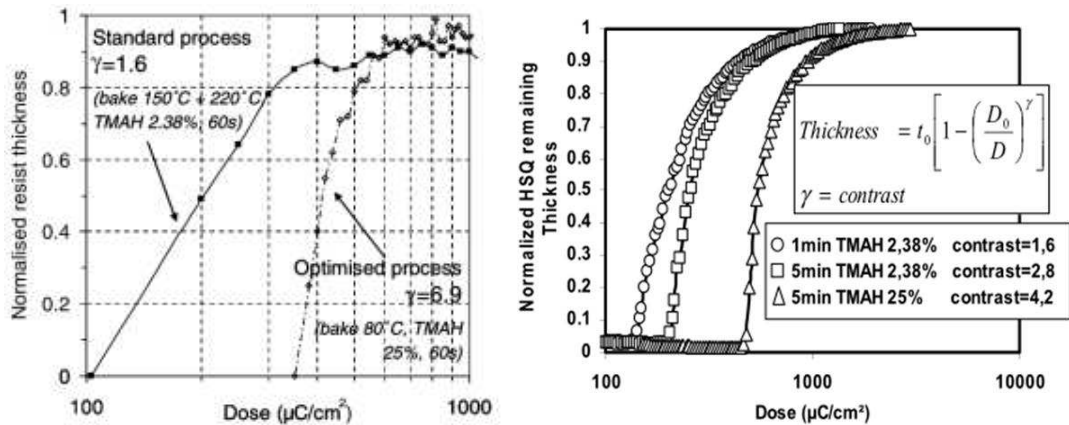 Normalised resist thickness
1
0.8
0.6
0.4
0.2
0
Standard process
γ=1.6
(bake 150°C + 220°C
TMAH 2.38%, 60s)
Optimised process
γ=6.9
(bake 80°C, TMAH
25%, 60s)
100
1000
Dose (µC/cm²)
Normalized HSQ remaining
Thickness
1
0.9
0.8
0.7
0.6
0.5
0.4
0.3
0.2
0.1
0
Thickness = t₀[1-(D₀/D)^γ]
γ = contrast
1min TMAH 2,38% contrast=1,6
5min TMAH 2,38% contrast=2,8
5min TMAH 25% contrast=4,2
100
1000
10000
Dose (µC/cm²)